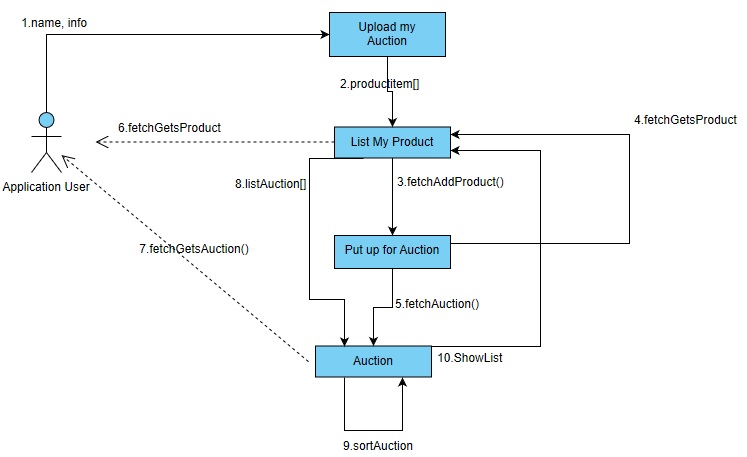 1.name, info
Upload my
Auction
2.productitem[]
4.fetchGetsProduct
6.fetchGetsProduct
List My Product
Application User
8.listAuction[]
3.fetchAddProduct()
7.fetchGetsAuction()
Put up for Auction
5.fetchAuction()
Auction
10.ShowList
9.sortAuction